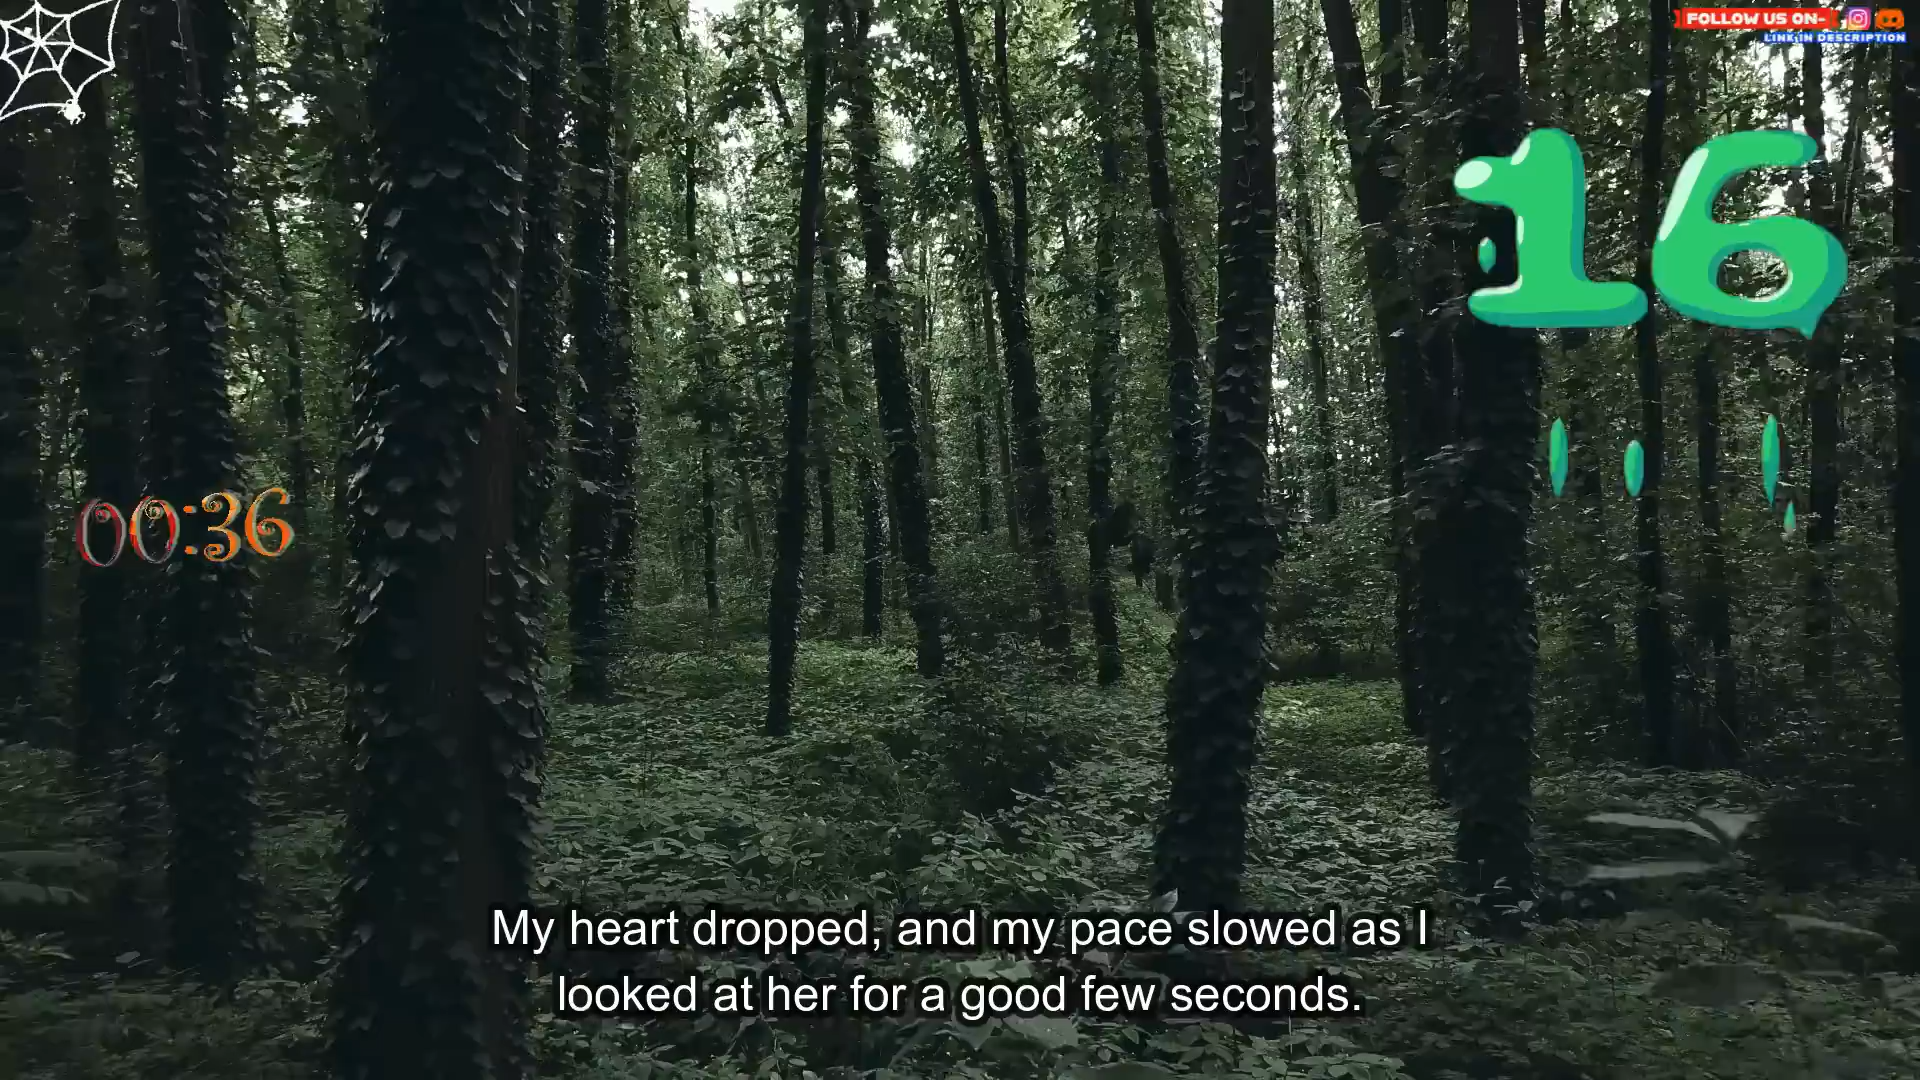 FOLLOW US ON-
LINK IN DESCRIPTION
16
00:36
My heart dropped, and my pace slowed as I
looked at her for a good few seconds.